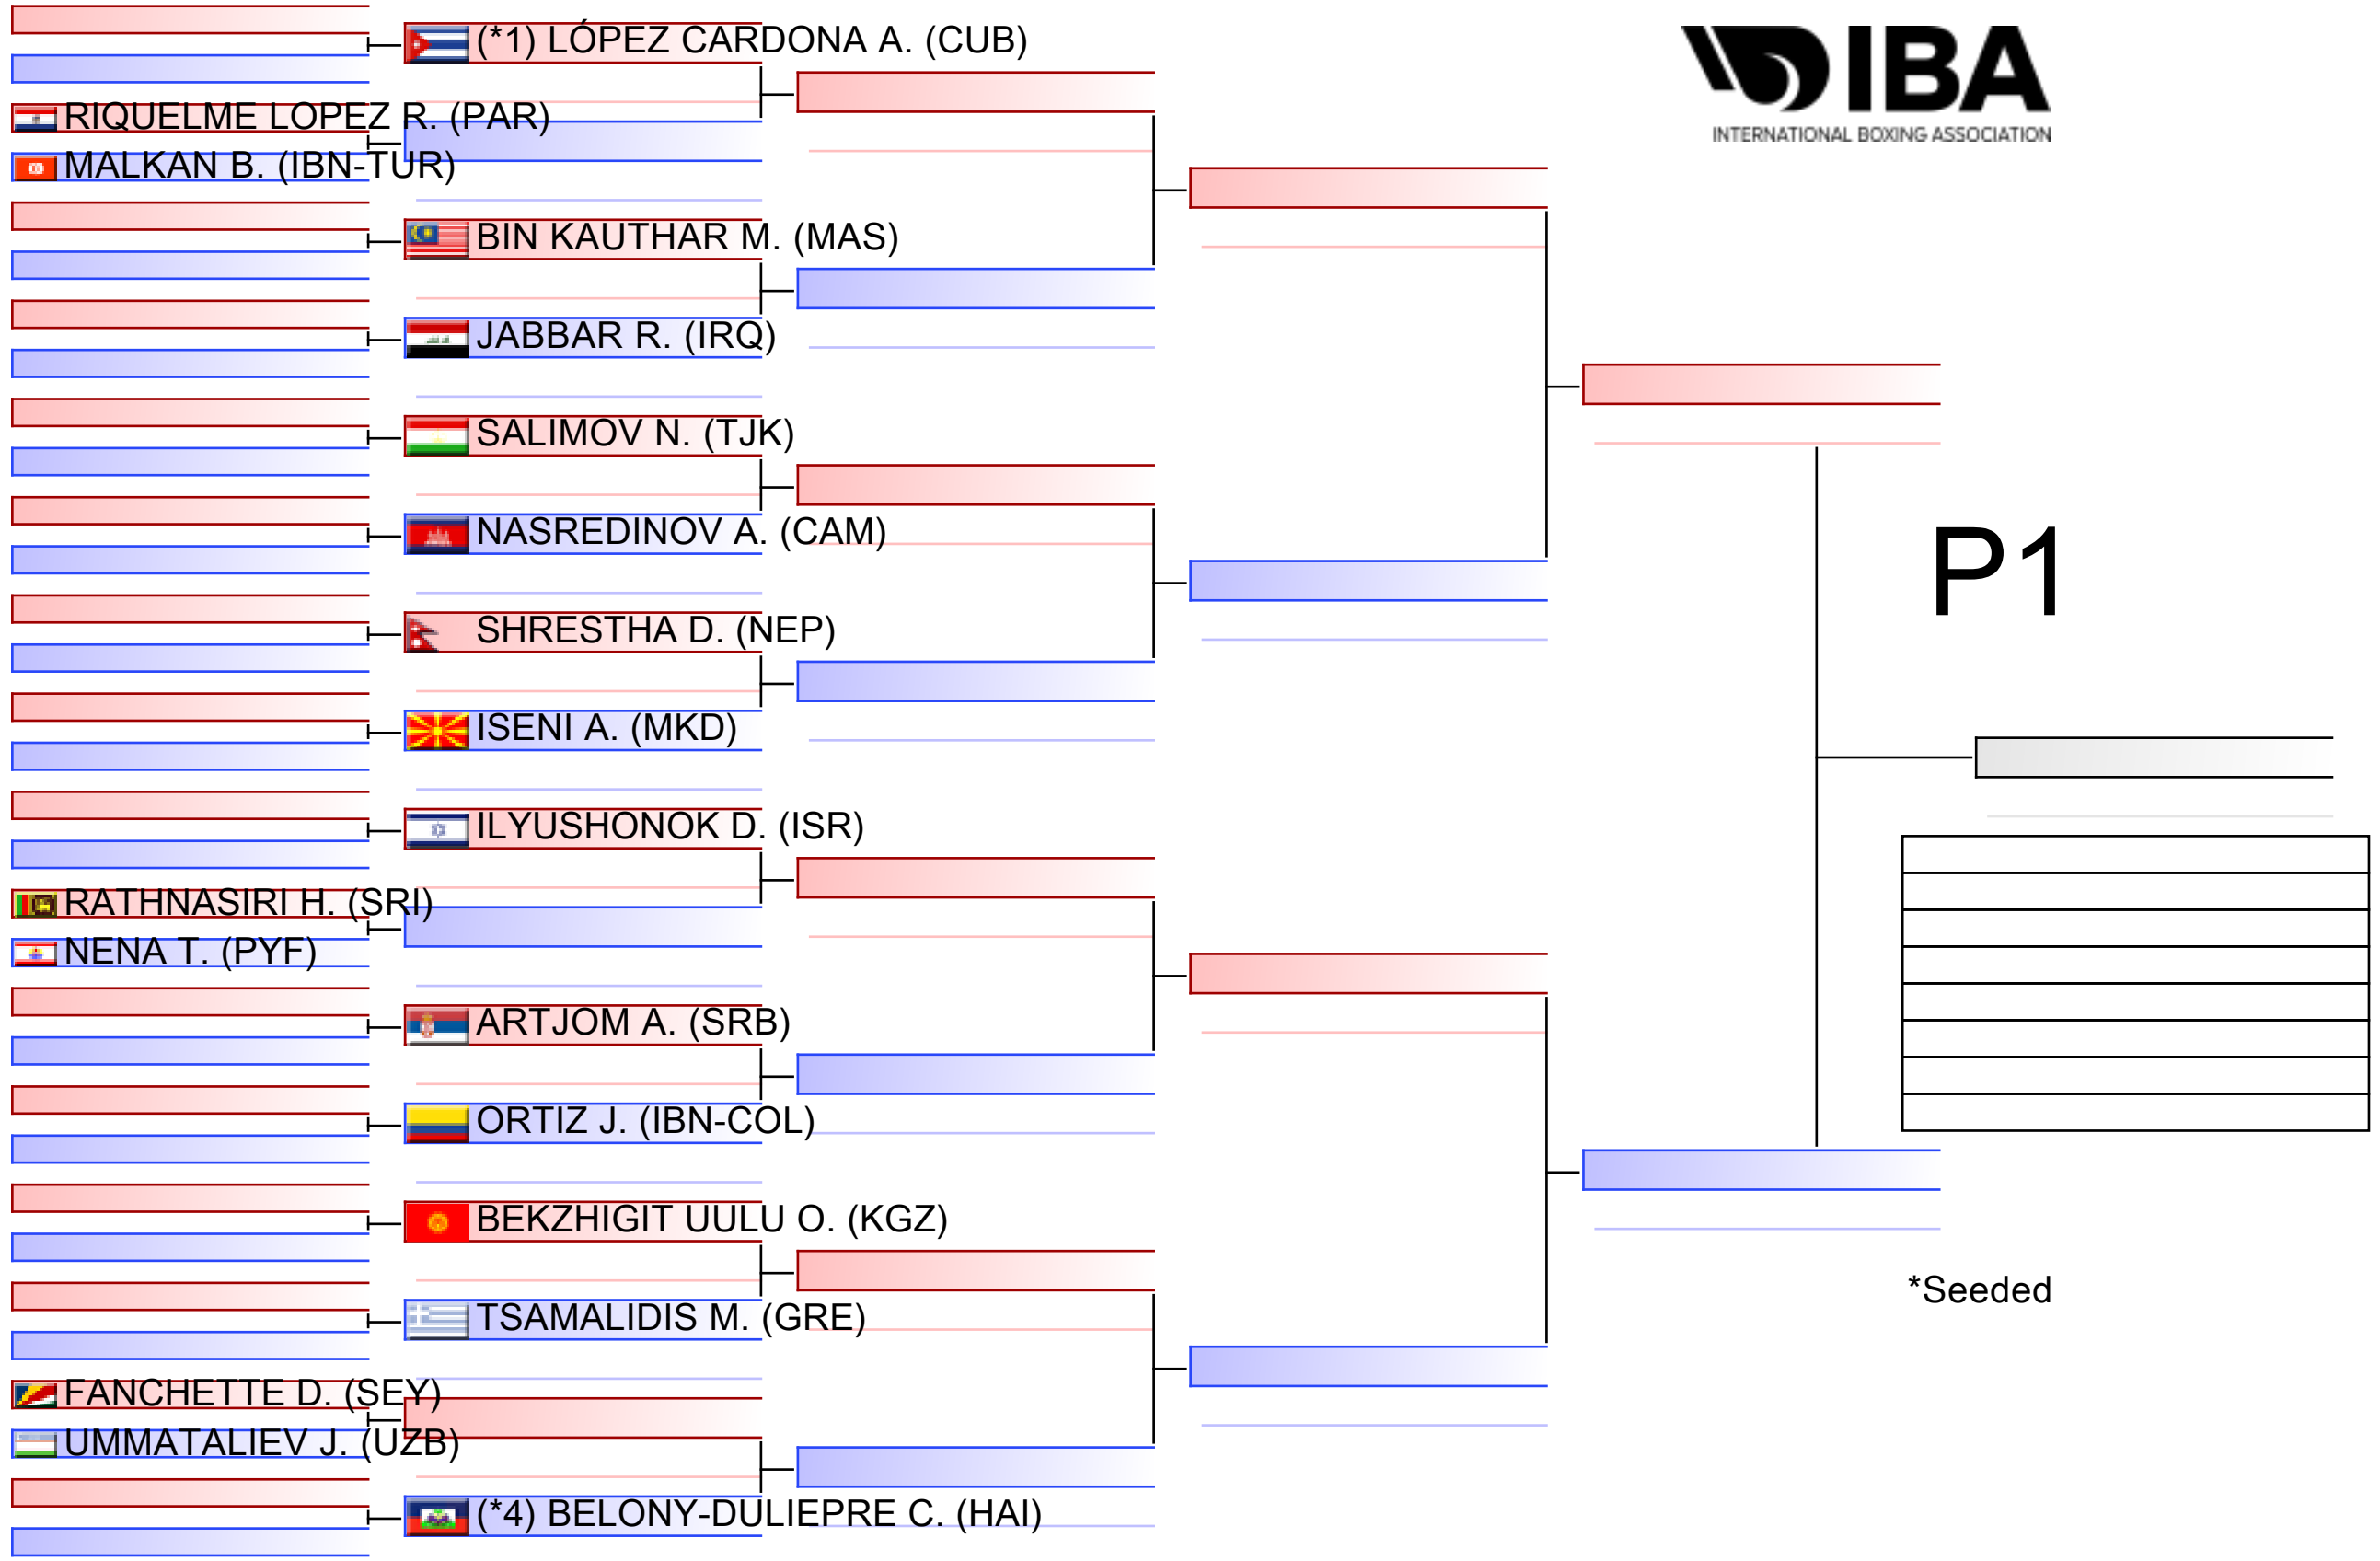 (*1) LÓPEZ CARDONA A. (CUB)
IBA
INTERNATIONAL BOXING ASSOCIATION
RIQUELME LOPEZ R. (PAR)
MALKAN B. (IBN-TUR)
BIN KAUTHAR M. (MAS)
JABBAR R. (IRQ)
SALIMOV N. (TJK)
NASREDINOV A. (CAM)
P1
SHRESTHA D. (NEP)
ISENI A. (MKD)
ILYUSHONOK D. (ISR)
RATHNASIRI H. (SRI)
NENA T. (PYF)
ARTJOM A. (SRB)
ORTIZ J. (IBN-COL)
BEKZHIGIT UULU O. (KGZ)
*Seeded
TSAMALIDIS M. (GRE)
FANCHETTE D. (SEY)
UMMATALIEV J. (UZB)
(*4) BELONY-DULIEPRE C. (HAI)